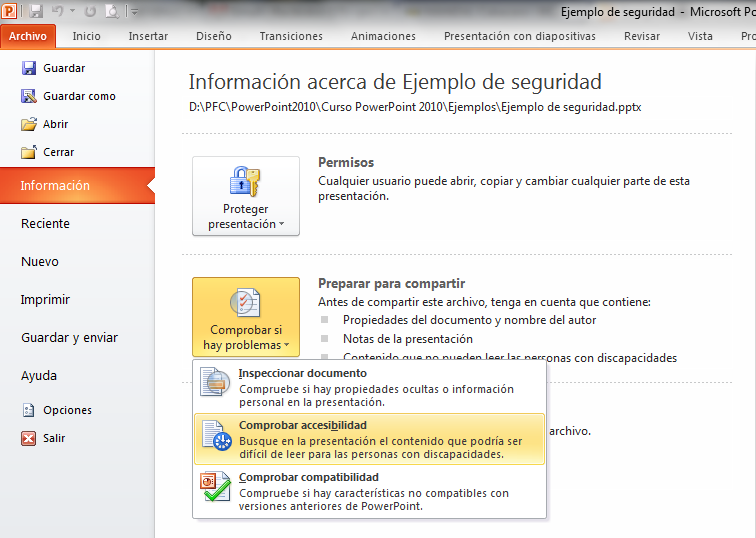 Ejemplo de seguridad - Microsoft Po
Archivo Inicio Insertar Diseño Transiciones Animaciones Presentación con diapositivas Revisar Vista Pro
Guardar
Guardar como
Abrir
Cerrar
Información
Reciente
Nuevo
Imprimir
Guardar y enviar
Ayuda
Opciones
Salir
Información acerca de Ejemplo de seguridad
D:\PFC\PowerPoint2010\Curso PowerPoint 2010\Ejemplos\Ejemplo de seguridad.pptx
Proteger
presentación
Permisos
Cualquier usuario puede abrir, copiar y cambiar cualquier parte de esta
presentación.
Comprobar si
hay problemas
Preparar para compartir
Antes de compartir este archivo, tenga en cuenta que contiene:
Propiedades del documento y nombre del autor
Notas de la presentación
Contenido que no pueden leer las personas con discapacidades
Inspeccionar documento
Compruebe si hay propiedades ocultas o información
personal en la presentación.
Comprobar accesibilidad
Busque en la presentación el contenido que podría ser
difícil de leer para las personas con discapacidades.
archivo.
Comprobar compatibilidad
Compruebe si hay características no compatibles con
versiones anteriores de PowerPoint.